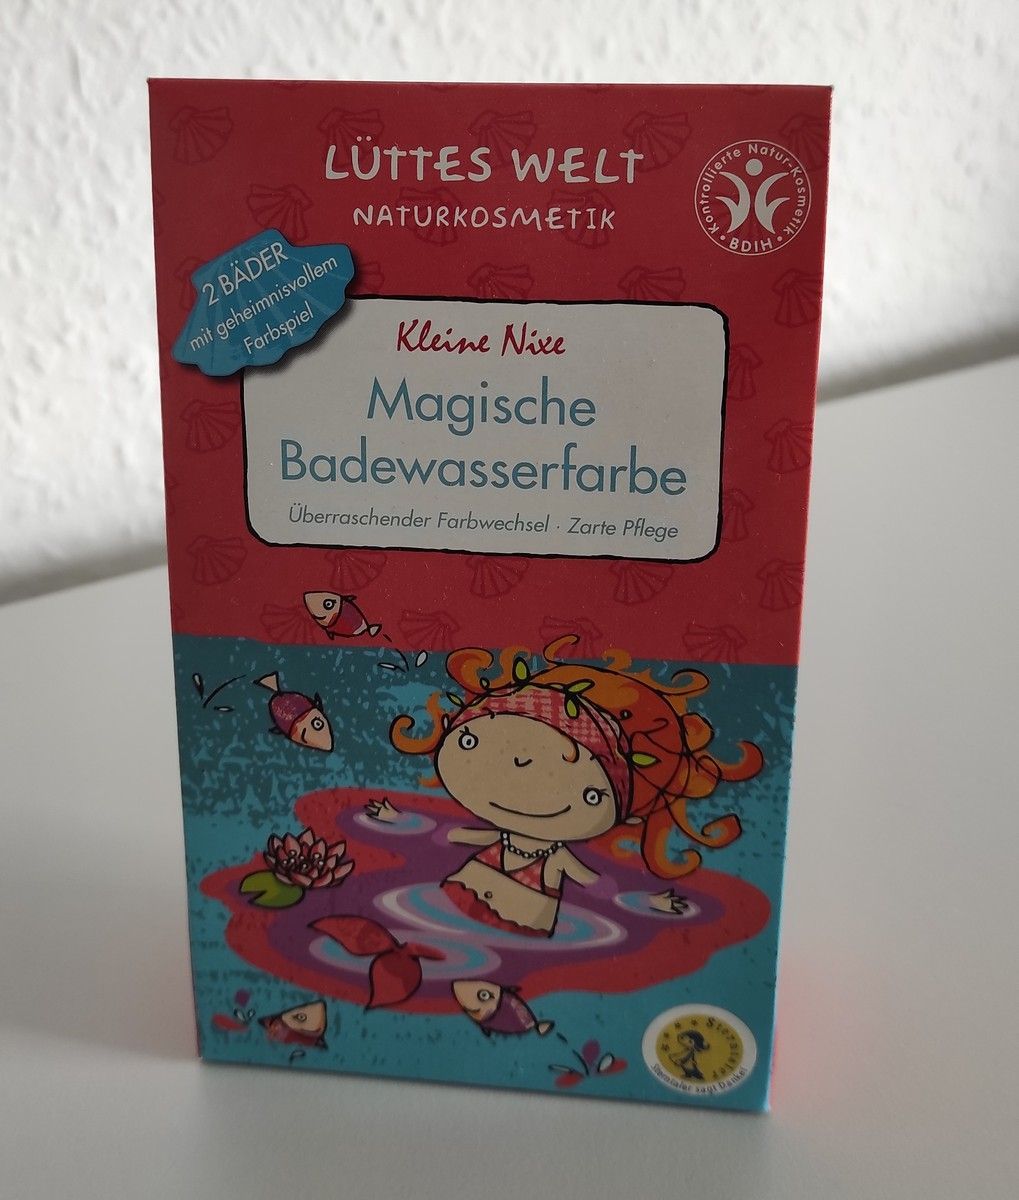 LÜTTES WELT
NATURKOSMETIK
Kontrollierte Natur-Kosmetik
· BDIH ·
2 BÄDER
mit geheimnisvollem
Farbspiel
Kleine Nixe
Magische
Badewasserfarbe
Überraschender Farbwechsel · Zarte Pflege
Sterntaler
Sterntaler sagt Danke!